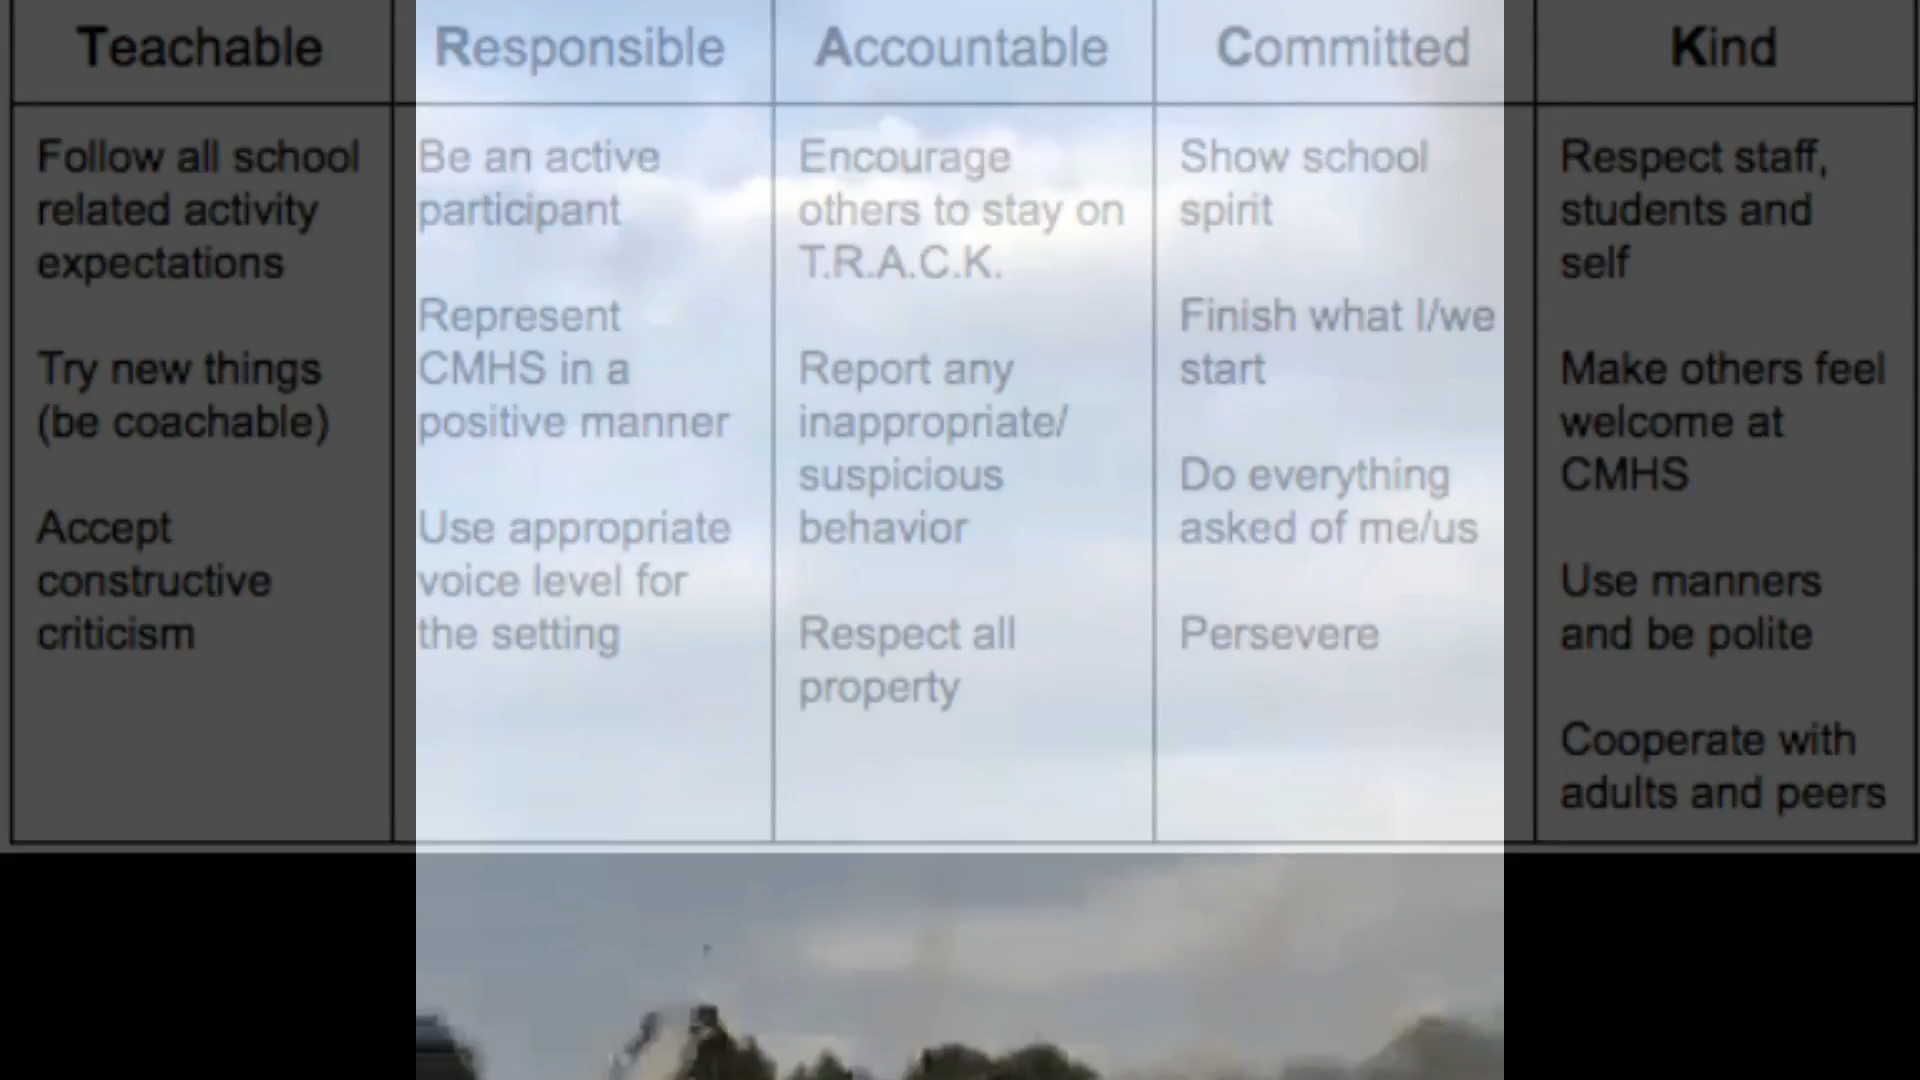 Teachable
Follow all school
related activity
expectations
Try new things
(be coachable)
Accept
constructive
criticism
Responsible
Be an active
participant
Represent
CMHS in a
positive manner
Use appropriate
voice level for
the setting
Accountable
Encourage
others to stay on
T.R.A.C.K.
Report any
inappropriate/
suspicious
behavior
Respect all
property
Committed
Show school
spirit
Finish what I/we
start
Do everything
asked of me/us
Persevere
Kind
Respect staff,
students and
self
Make others feel
welcome at
CMHS
Use manners
and be polite
Cooperate with
adults and peers